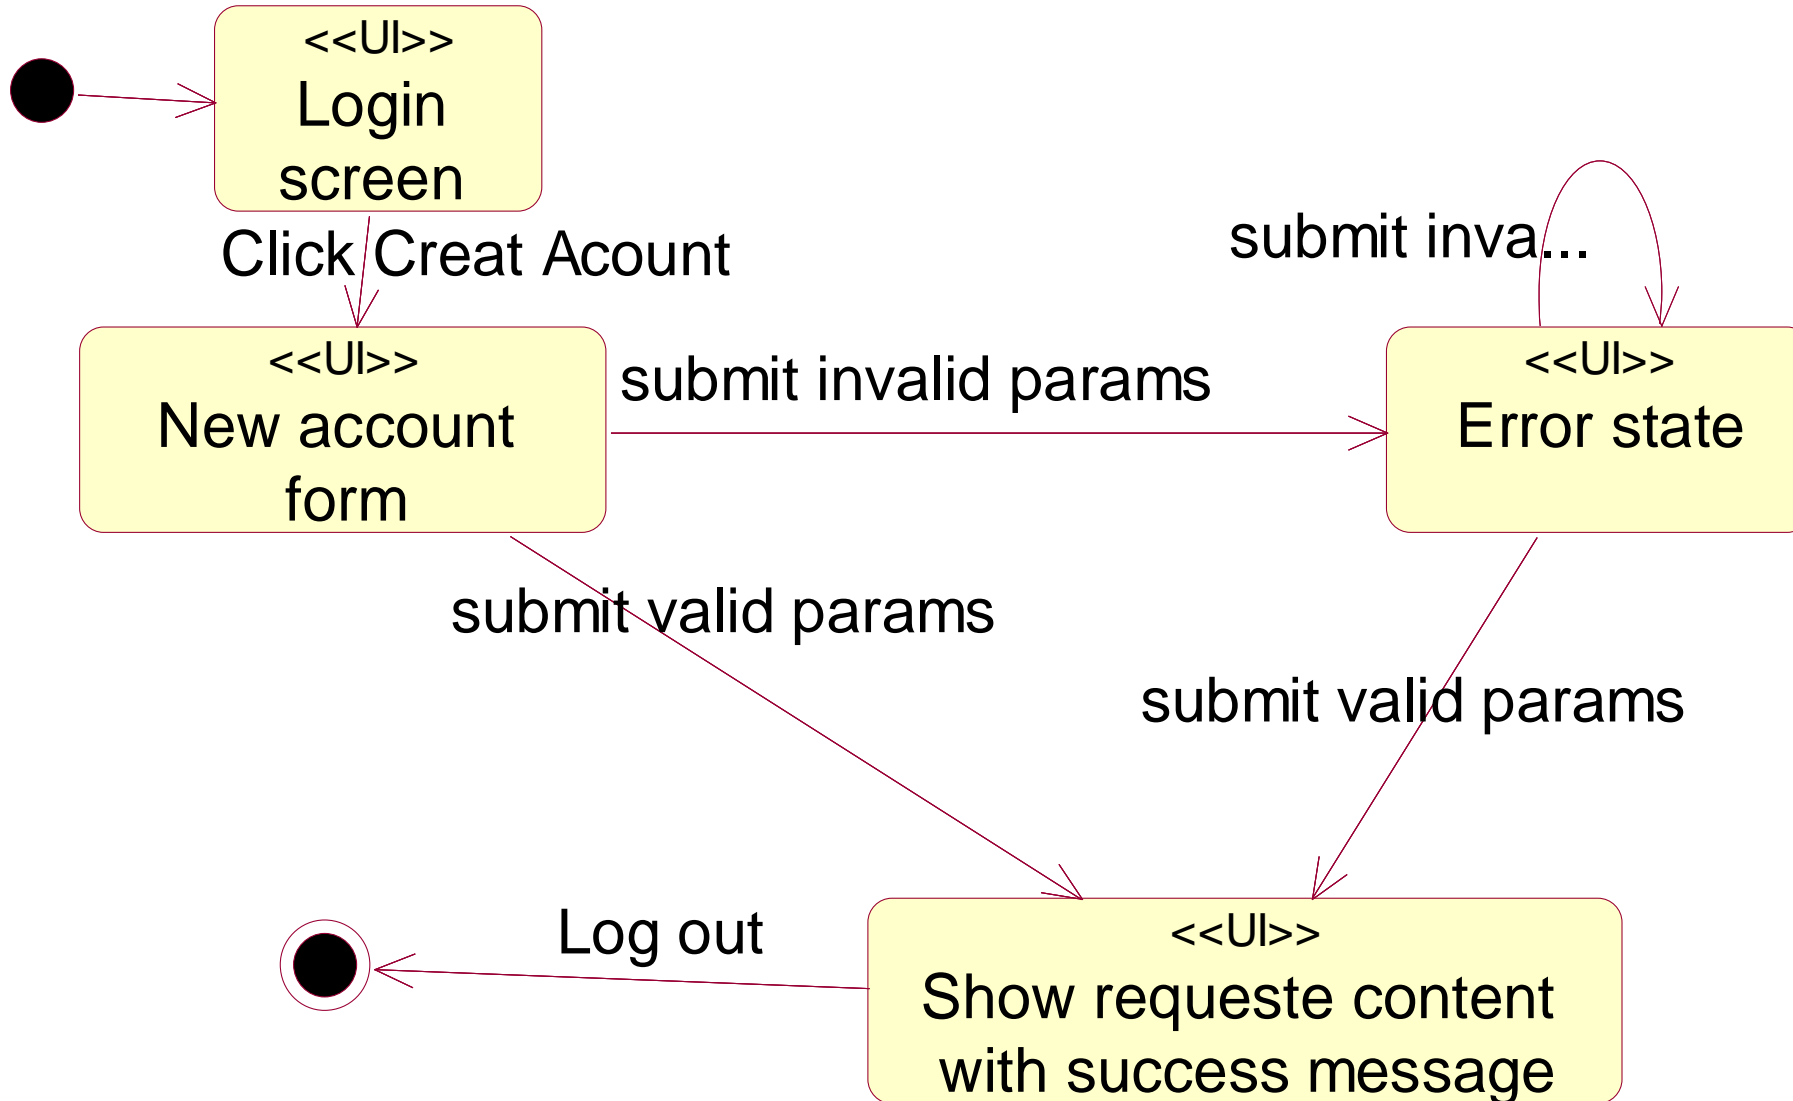 <<UI>>
Login
screen
Click Creat Acount
submit inva...
<<UI>>
New account
form
submit invalid params
<<UI>>
Error state
submit valid params
submit valid params
Log out
<<UI>>
Show requeste content
with success message